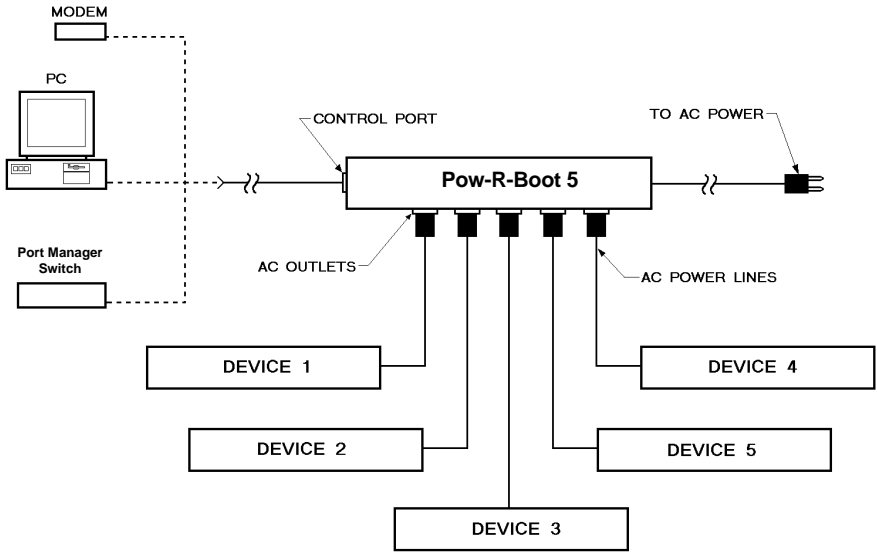 MODEM
PC
CONTROL PORT
TO AC POWER
Pow-R-Boot 5
Port Manager
Switch
AC OUTLETS
AC POWER LINES
DEVICE 1
DEVICE 4
DEVICE 2
DEVICE 5
DEVICE 3